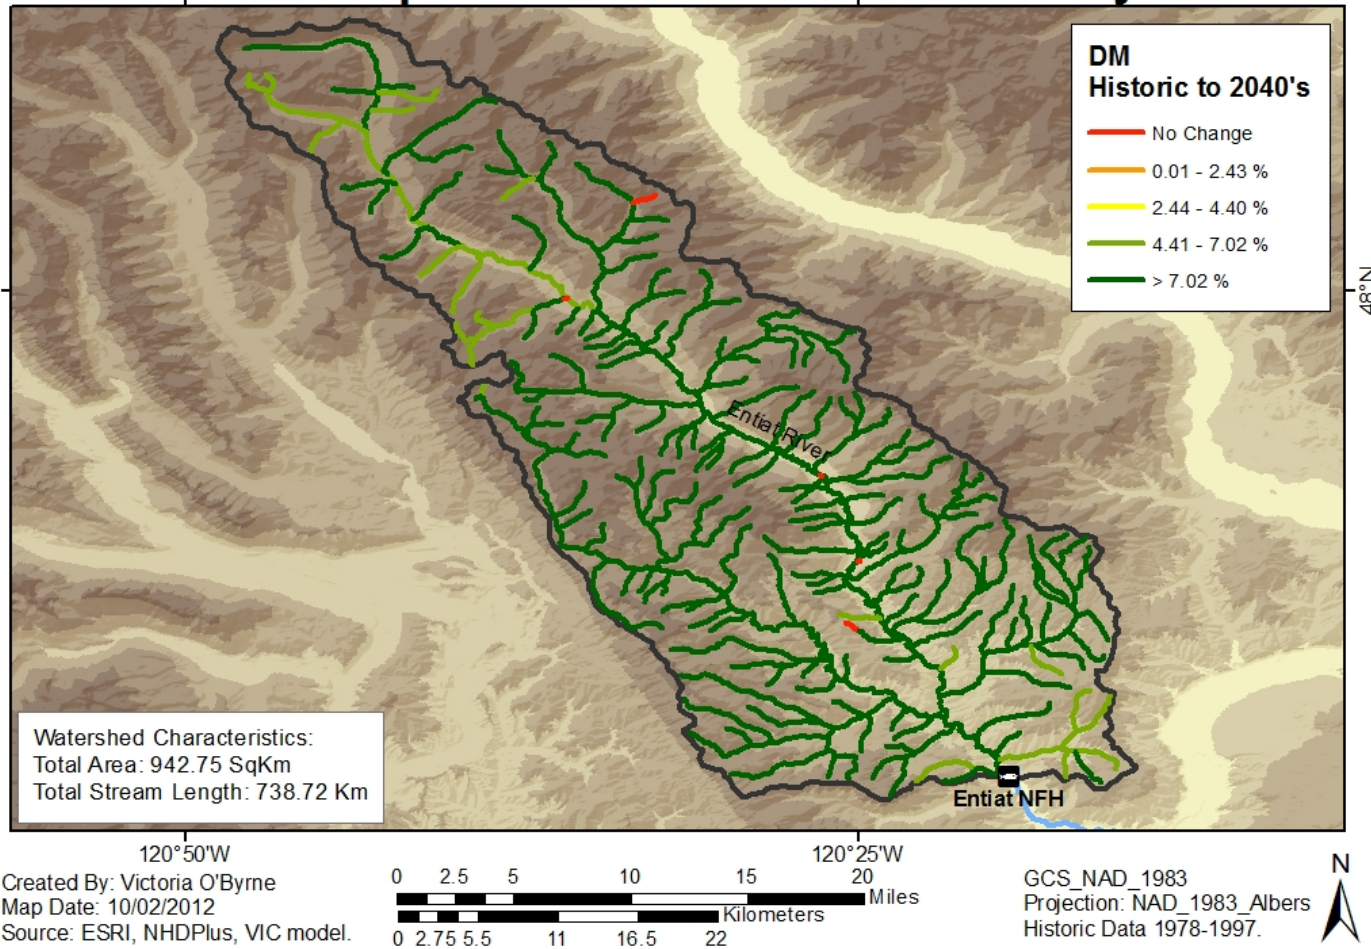 DM
Historic to 2040's
No Change
0.01 - 2.43 %
2.44 - 4.40 %
4.41 - 7.02 %
> 7.02 %
48°N
Entiat River
Watershed Characteristics:
Total Area: 942.75 SqKm
Total Stream Length: 738.72 Km
Entiat NFH
120°50'W
120°25'W
Created By: Victoria O'Byrne
Map Date: 10/02/2012
Source: ESRI, NHDPlus, VIC model.
0 2.5 5 10 15 20
Miles
Kilometers
0 2.75 5.5 11 16.5 22
GCS_NAD_1983
Projection: NAD_1983_Albers
Historic Data 1978-1997.
N